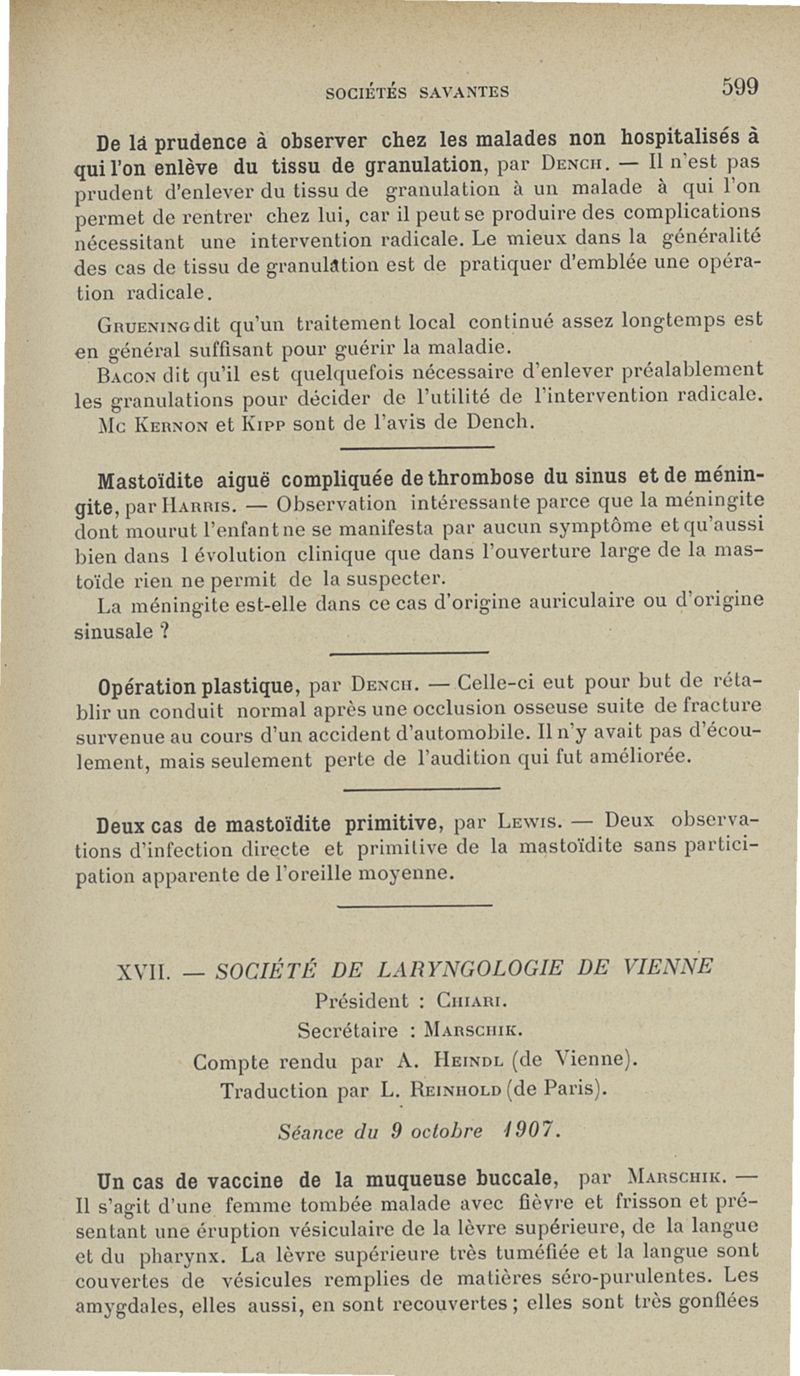 SOCIÉTÉS SAVANTES 599
De la prudence à observer chez les malades non hospitalisés à
qui l'on enlève du tissu de granulation, par DENCH. — Il n'est pas
prudent d'enlever du tissu de granulation à un malade à qui l'on
permet de rentrer chez lui, car il peut se produire des complications
nécessitant une intervention radicale. Le mieux dans la généralité
des cas de tissu de granulation est de pratiquer d'emblée une opéra-
tion radicale.
GRUENING dit qu'un traitement local continué assez longtemps est
en général suffisant pour guérir la maladie.
BACON dit qu'il est quelquefois nécessaire d'enlever préalablement
les granulations pour décider de l'utilité de l'intervention radicale.
Mc KERNON et KIPP sont de l'avis de Dench.
Mastoïdite aiguë compliquée de thrombose du sinus et de ménin-
gite, par HARRIS. — Observation intéressante parce que la méningite
dont mourut l'enfant ne se manifesta par aucun symptôme et qu'aussi
bien dans l évolution clinique que dans l'ouverture large de la mas-
toïde rien ne permit de la suspecter.
La méningite est-elle dans ce cas d'origine auriculaire ou d'origine
sinusale ?
Opération plastique, par DENCH. — Celle-ci eut pour but de réta-
blir un conduit normal après une occlusion osseuse suite de fracture
survenue au cours d'un accident d'automobile. Il n'y avait pas d'écou-
lement, mais seulement perte de l'audition qui fut améliorée.
Deux cas de mastoïdite primitive, par LEWIS. — Deux observa-
tions d'infection directe et primitive de la mastoïdite sans partici-
pation apparente de l'oreille moyenne.
XVII. — SOCIÉTÉ DE LARYNGOLOGIE DE VIENNE
Président : CHIARI.
Secrétaire : MARSCHIK.
Compte rendu par A. HEINDL (de Vienne).
Traduction par L. REINHOLD (de Paris).
Séance du 9 octobre 1907.
Un cas de vaccine de la muqueuse buccale, par MARSCHIK. —
Il s'agit d'une femme tombée malade avec fièvre et frisson et pré-
sentant une éruption vésiculaire de la lèvre supérieure, de la langue
et du pharynx. La lèvre supérieure très tuméfiée et la langue sont
couvertes de vésicules remplies de matières séro-purulentes. Les
amygdales, elles aussi, en sont recouvertes ; elles sont très gonflées